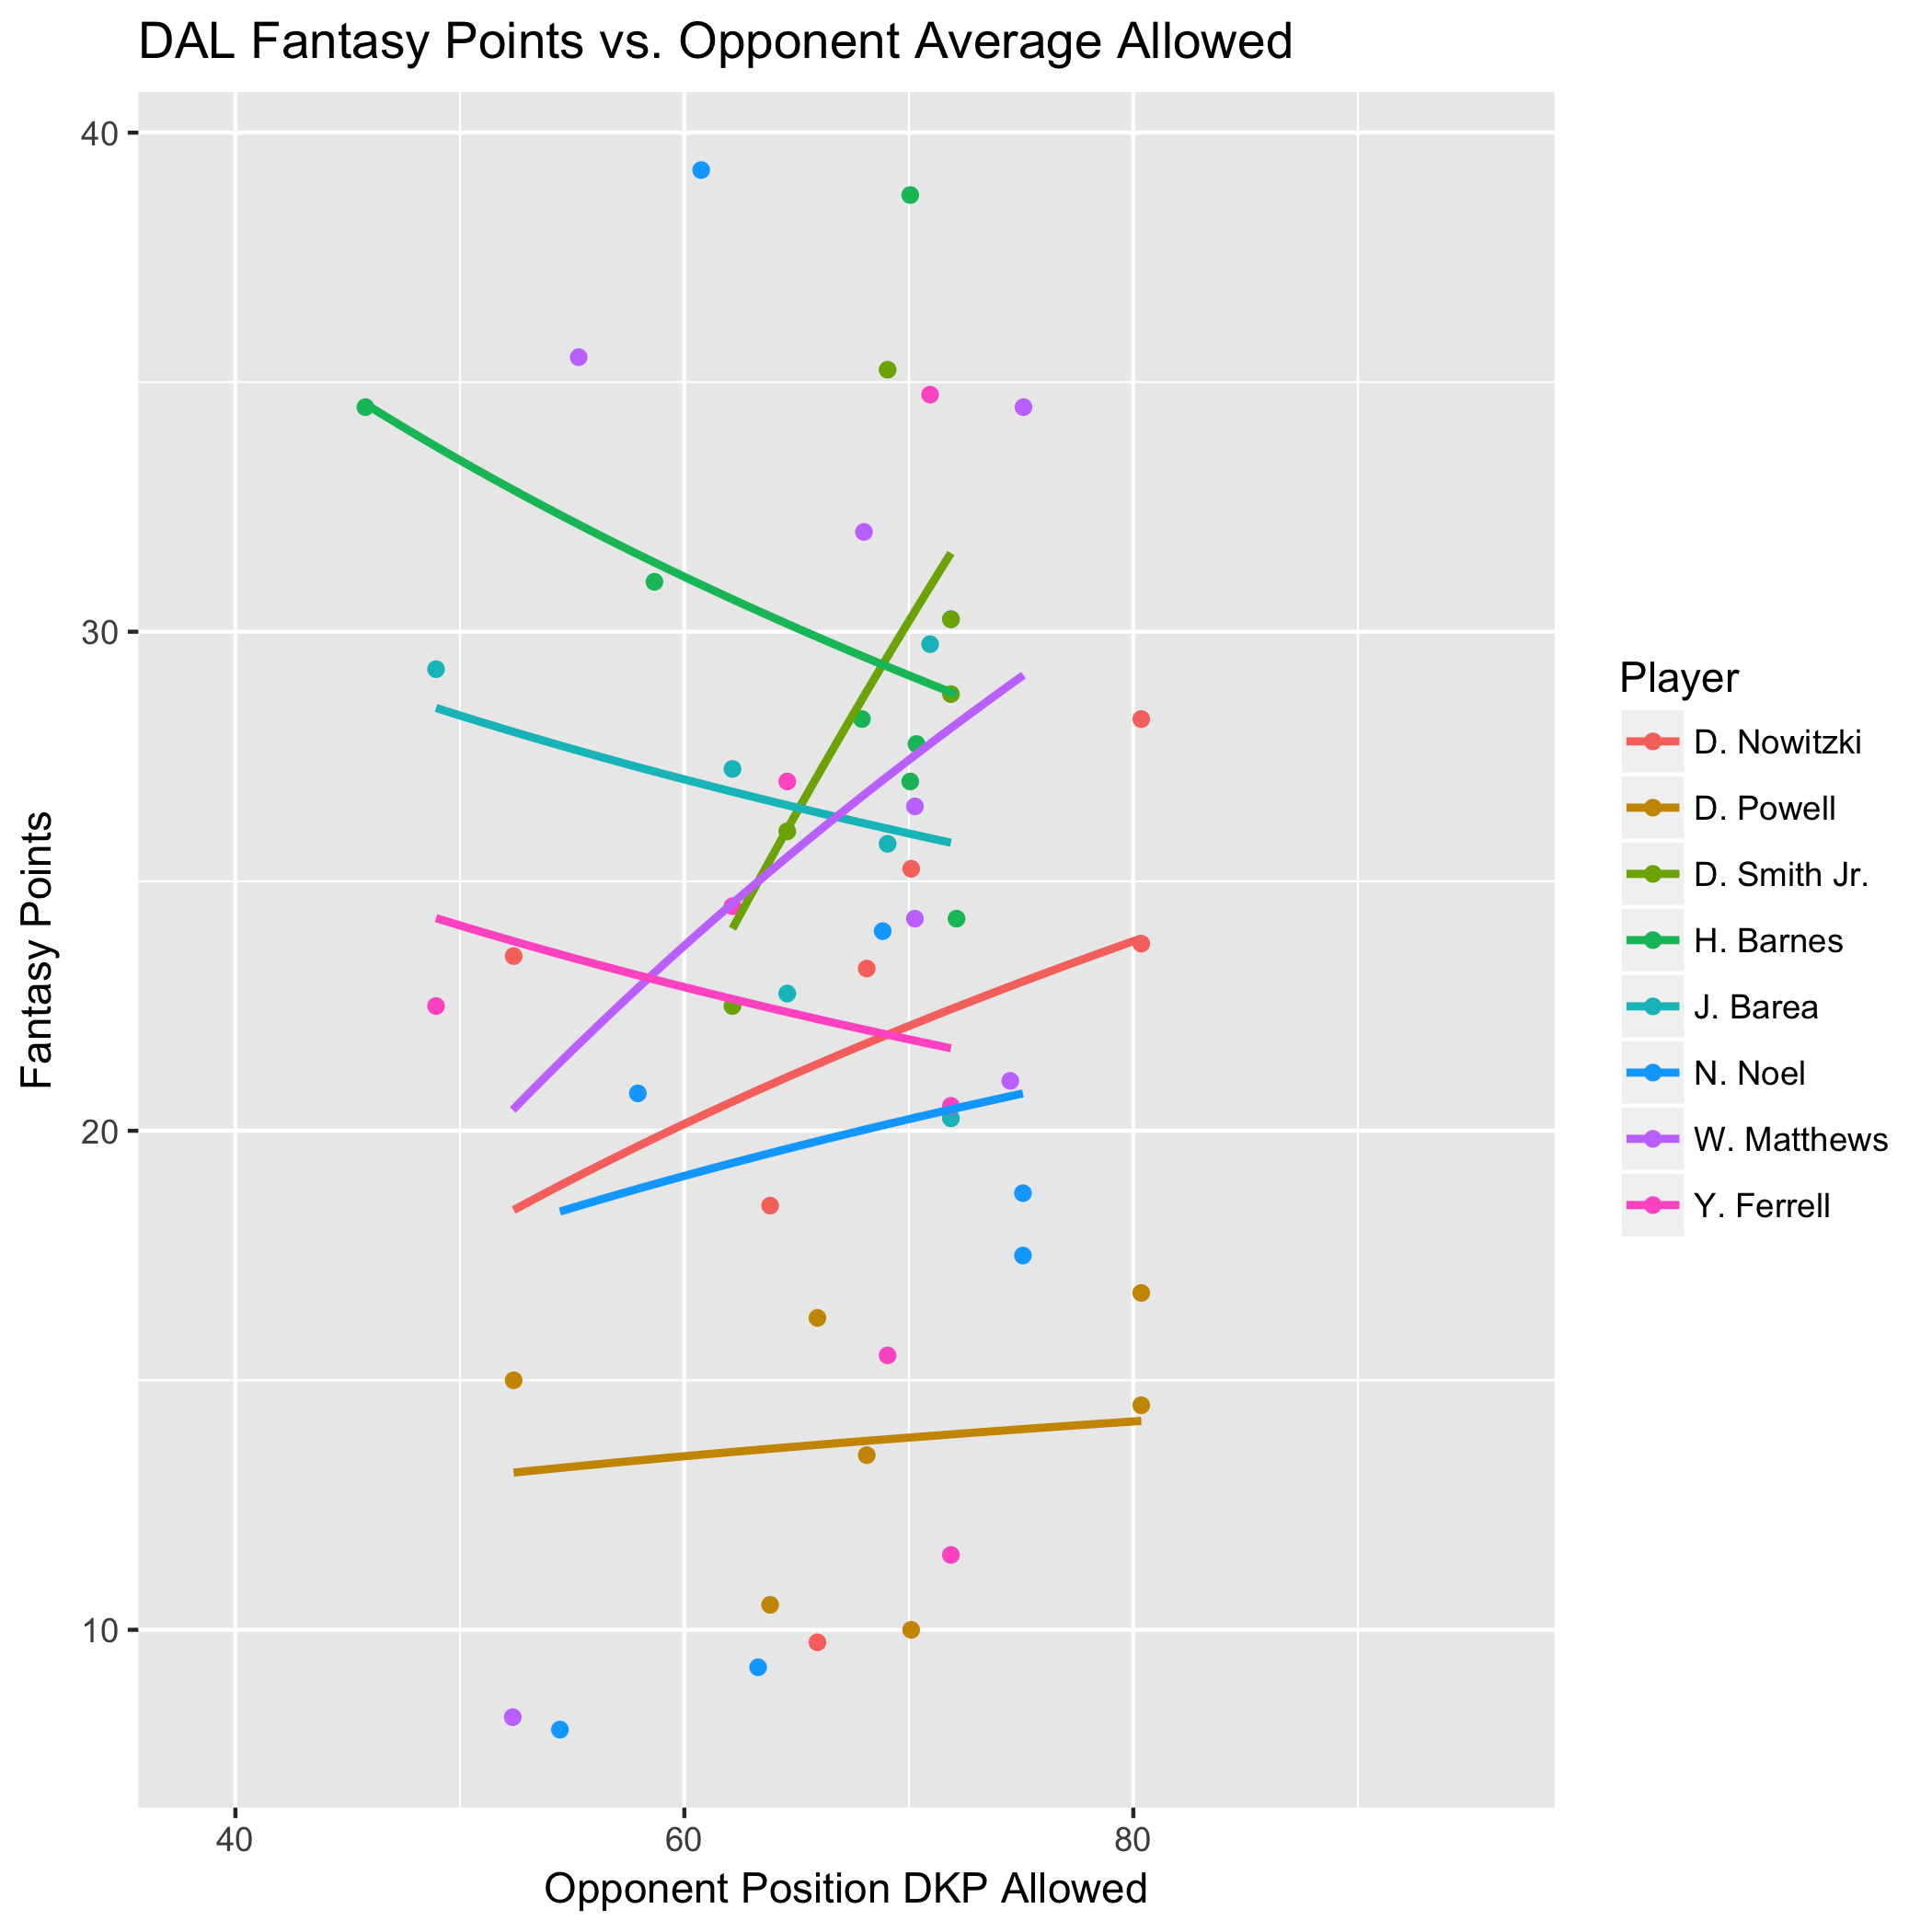 DAL Fantasy Points vs. Opponent Average Allowed
40
30
20
10
Fantasy Points
40
60
80
Opponent Position DKP Allowed
Player
D. Nowitzki
D. Powell
D. Smith Jr.
H. Barnes
J. Barea
N. Noel
W. Matthews
Y. Ferrell